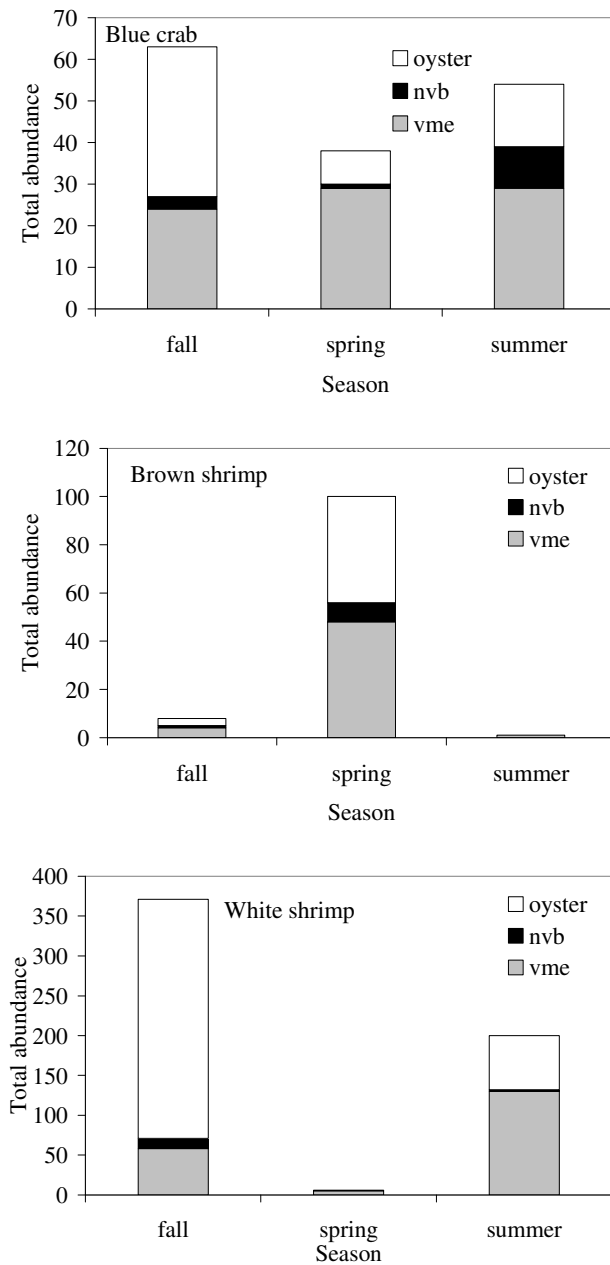 Blue crab
Total abundance
70
60
50
40
30
20
10
0
oyster
nvb
vme
fall spring summer
Season
Brown shrimp
Total abundance
120
100
80
60
40
20
0
oyster
nvb
vme
fall spring summer
Season
White shrimp
Total abundance
400
350
300
250
200
150
100
50
0
oyster
nvb
vme
fall spring summer
Season